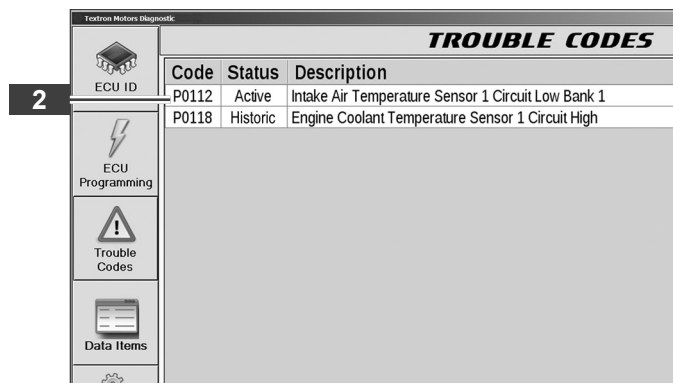 Textron Motors Diagnostic
TROUBLE CODES
ECU ID
Code Status Description
2
P0112 Active Intake Air Temperature Sensor 1 Circuit Low Bank 1
P0118 Historic Engine Coolant Temperature Sensor 1 Circuit High
ECU
Programming
Trouble
Codes
Data Items